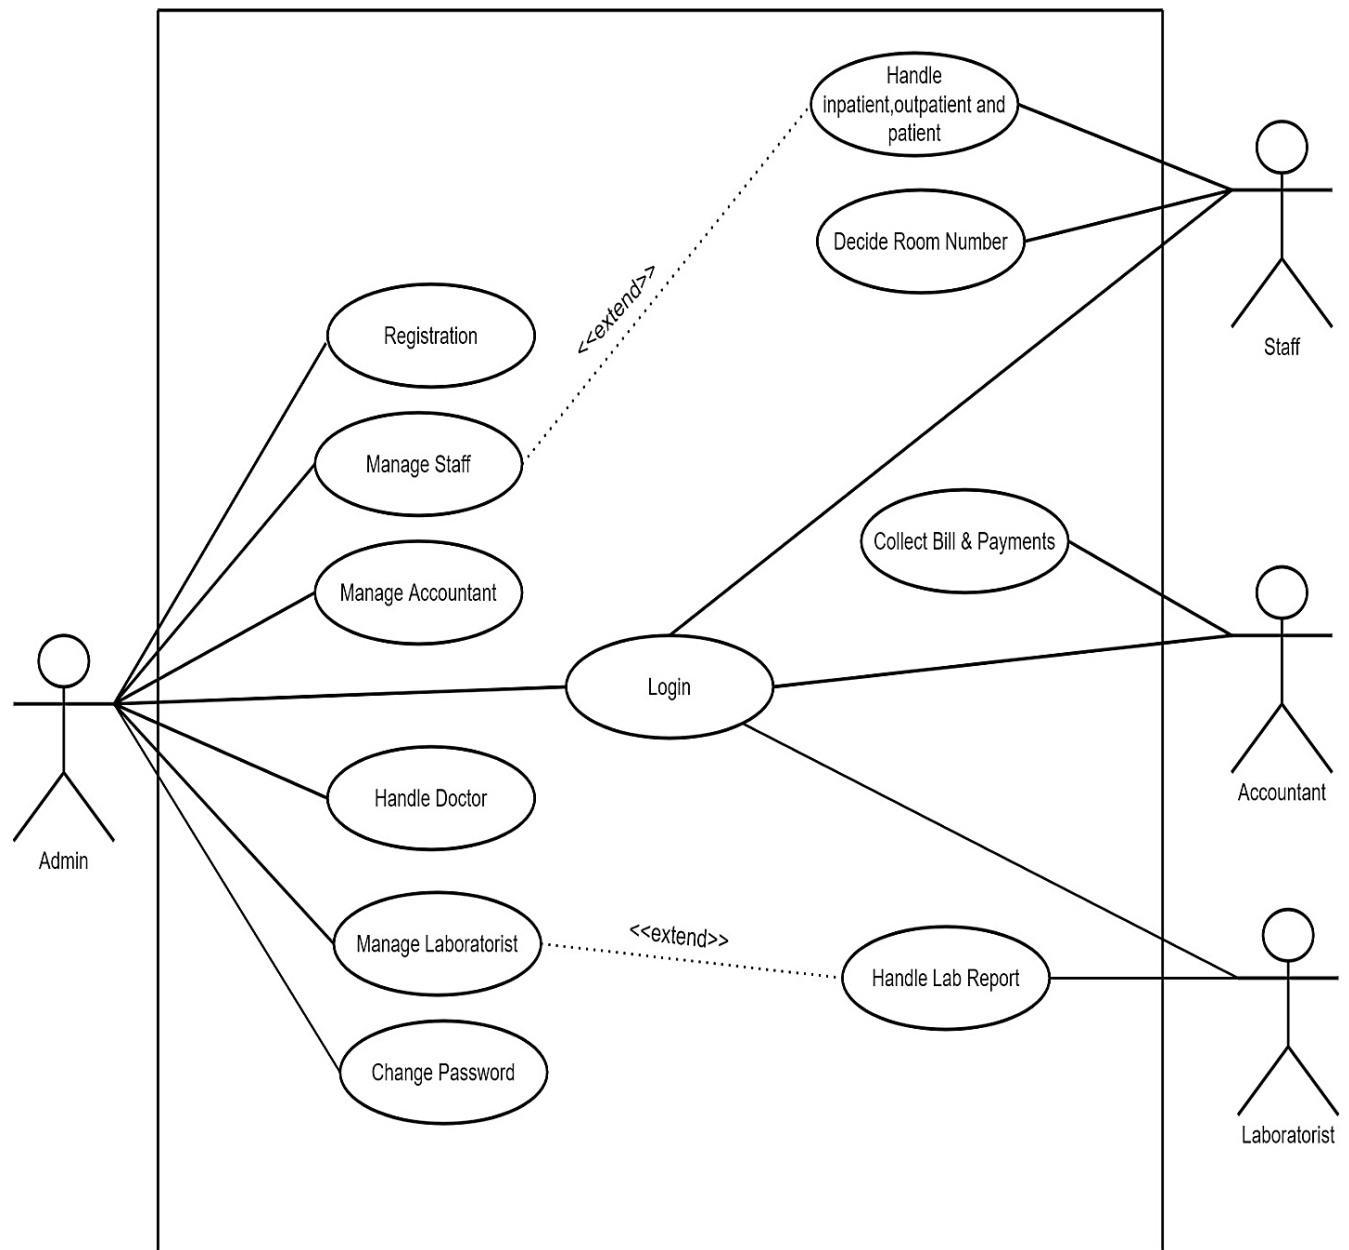 Handle
inpatient,outpatient and
patient
Decide Room Number
Staff
<<extend>>
Registration
Manage Staff
Manage Accountant
Collect Bill & Payments
Login
Accountant
Admin
Handle Doctor
Manage Laboratorist
<<extend>>
Handle Lab Report
Change Password
Laboratorist